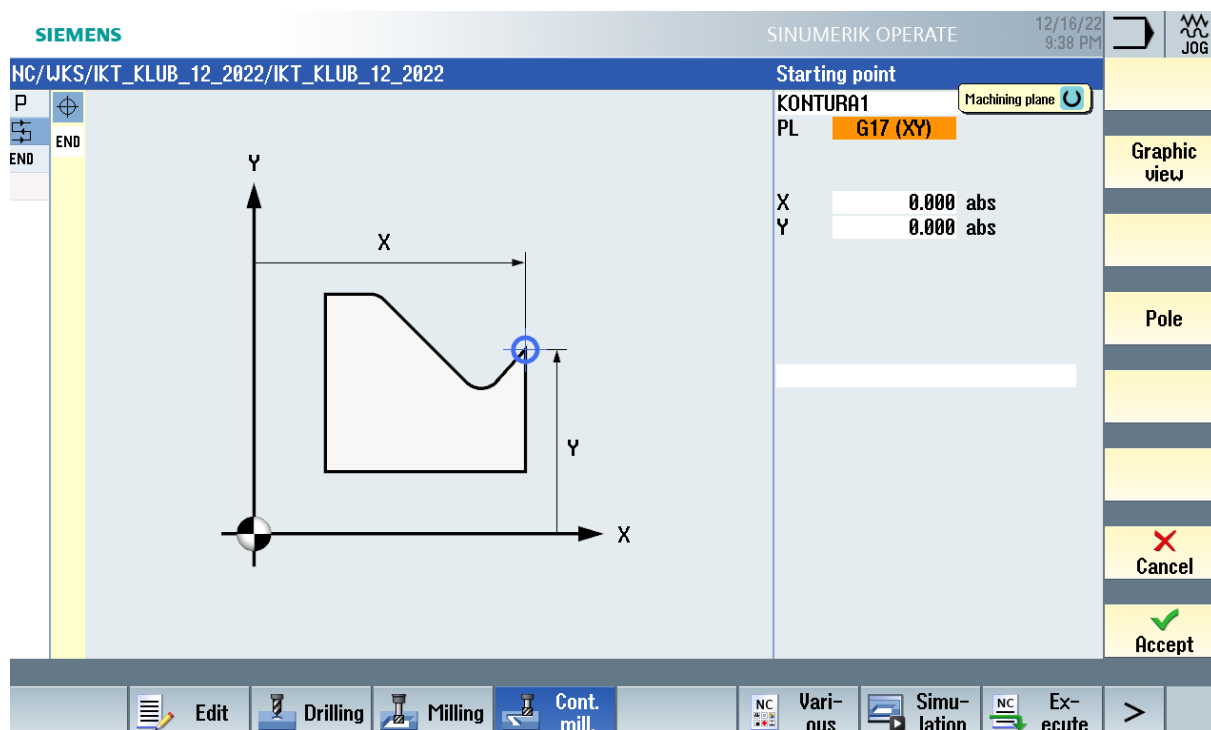 SIEMENS
SINUMERIK OPERATE
12/16/22
9:38 PM
JOG
NC/WKS/IKT_KLUB_12_2022/IKT_KLUB_12_2022
Starting point
P
END
END
KONTURA1
Machining plane
PL G17 (XY)
X 0.000 abs
Y 0.000 abs
Y
X
Y
X
Graphic
view
Pole
Cancel
Accept
Edit
Drilling
Milling
Cont.
mill.
NC
Vari-
ous
Simu-
lation
NC
Ex-
ecute
>